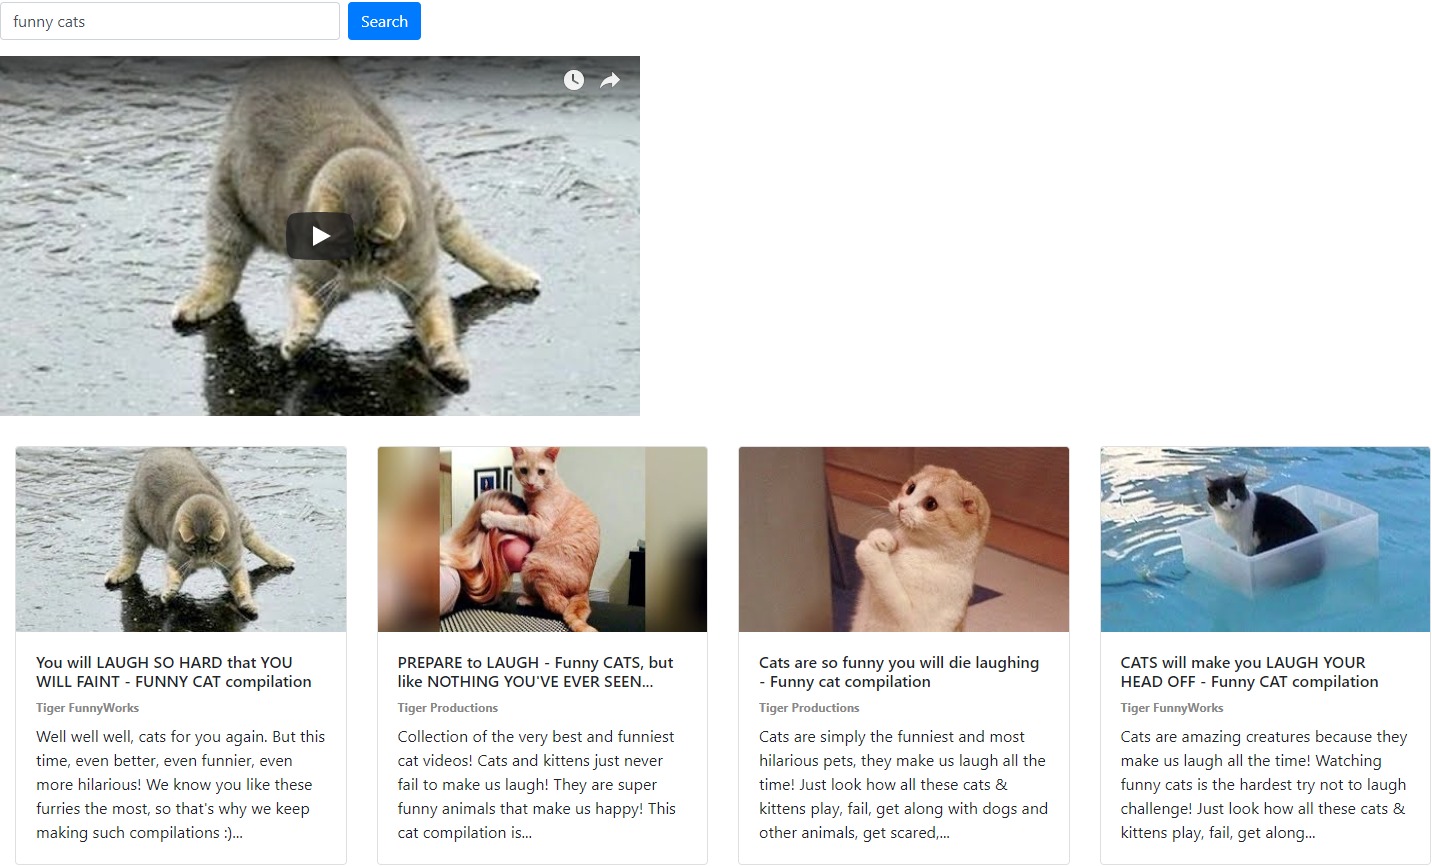 funny cats
Search
You will LAUGH SO HARD that YOU
WILL FAINT - FUNNY CAT compilation
Tiger FunnyWorks
Well well well, cats for you again. But this
time, even better, even funnier, even
more hilarious! We know you like these
furries the most, so that's why we keep
making such compilations :)...
PREPARE to LAUGH - Funny CATS, but
like NOTHING YOU'VE EVER SEEN...
Tiger Productions
Collection of the very best and funniest
cat videos! Cats and kittens just never
fail to make us laugh! They are super
funny animals that make us happy! This
cat compilation is...
Cats are so funny you will die laughing
- Funny cat compilation
Tiger Productions
Cats are simply the funniest and most
hilarious pets, they make us laugh all the
time! Just look how all these cats &
kittens play, fail, get along with dogs and
other animals, get scared,...
CATS will make you LAUGH YOUR
HEAD OFF - Funny CAT compilation
Tiger FunnyWorks
Cats are amazing creatures because they
make us laugh all the time! Watching
funny cats is the hardest try not to laugh
challenge! Just look how all these cats &
kittens play, fail, get along...